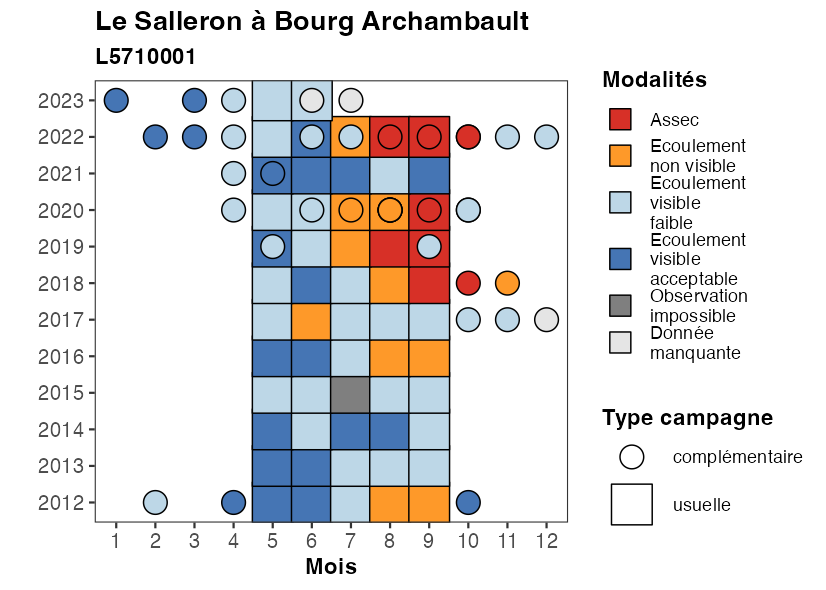 Le Salleron à Bourg Archambault
L5710001
2023
2022
2021
2020
2019
2018
2017
2016
2015
2014
2013
2012
1 2 3 4 5 6 7 8 9 10 11 12
Mois
Modalités
Assec
Ecoulement
non visible
Ecoulement
visible
faible
Ecoulement
visible
acceptable
Observation
impossible
Donnée
manquante
Type campagne
complémentaire
usuelle